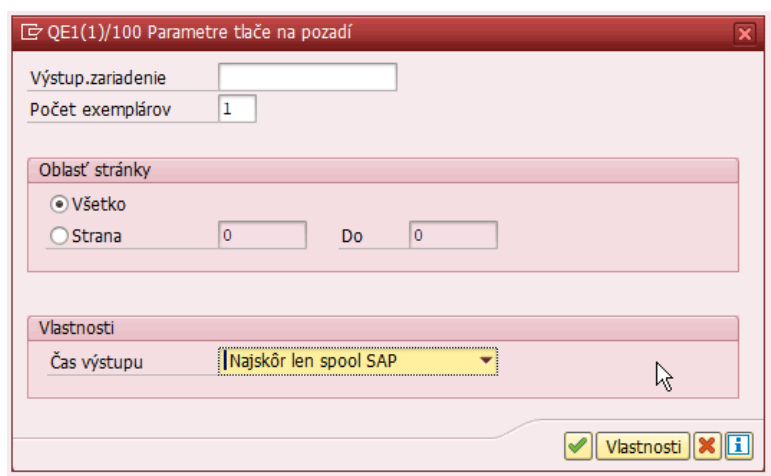 QE1(1)/100 Parametre tlače na pozadí
Výstup.zariadenie
Počet exemplárov 1
Oblasť stránky
Všetko
Strana 0 Do 0
Vlastnosti
Čas výstupu Najskôr len spool SAP
Vlastnosti